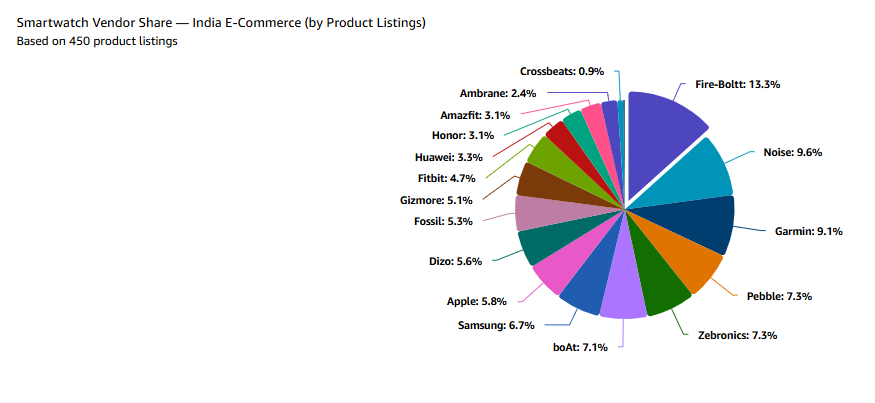 Smartwatch Vendor Share — India E-Commerce (by Product Listings)
Based on 450 product listings
Crossbeats: 0.9%
Fire-Boltt: 13.3%
Ambrane: 2.4%
Amazfit: 3.1%
Honor: 3.1%
Noise: 9.6%
Huawei: 3.3%
Fitbit: 4.7%
Gizmore: 5.1%
Fossil: 5.3%
Garmin: 9.1%
Dizo: 5.6%
Pebble: 7.3%
Apple: 5.8%
Samsung: 6.7%
Zebronics: 7.3%
boAt: 7.1%